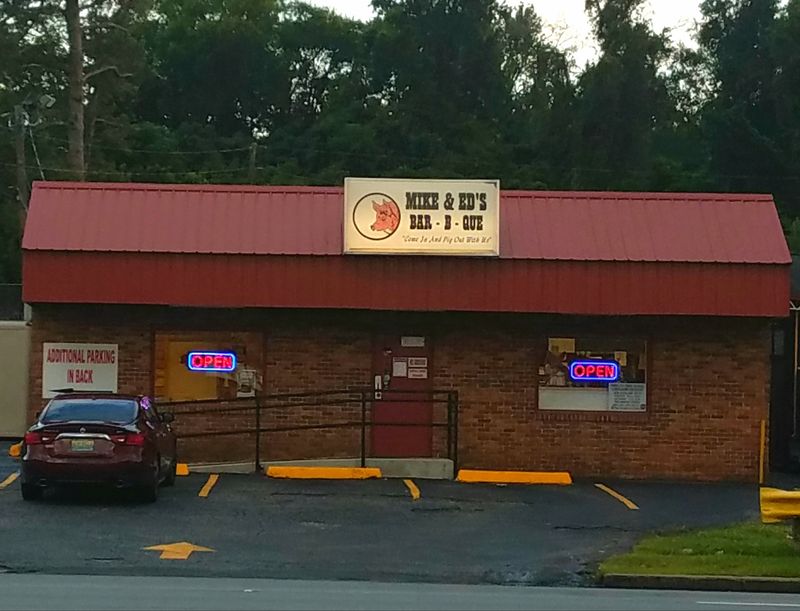 MIKE & ED'S
BAR - B - QUE
"Come In And Pig Out With Us"
ADDITIONAL PARKING
IN BACK
OPEN
OPEN